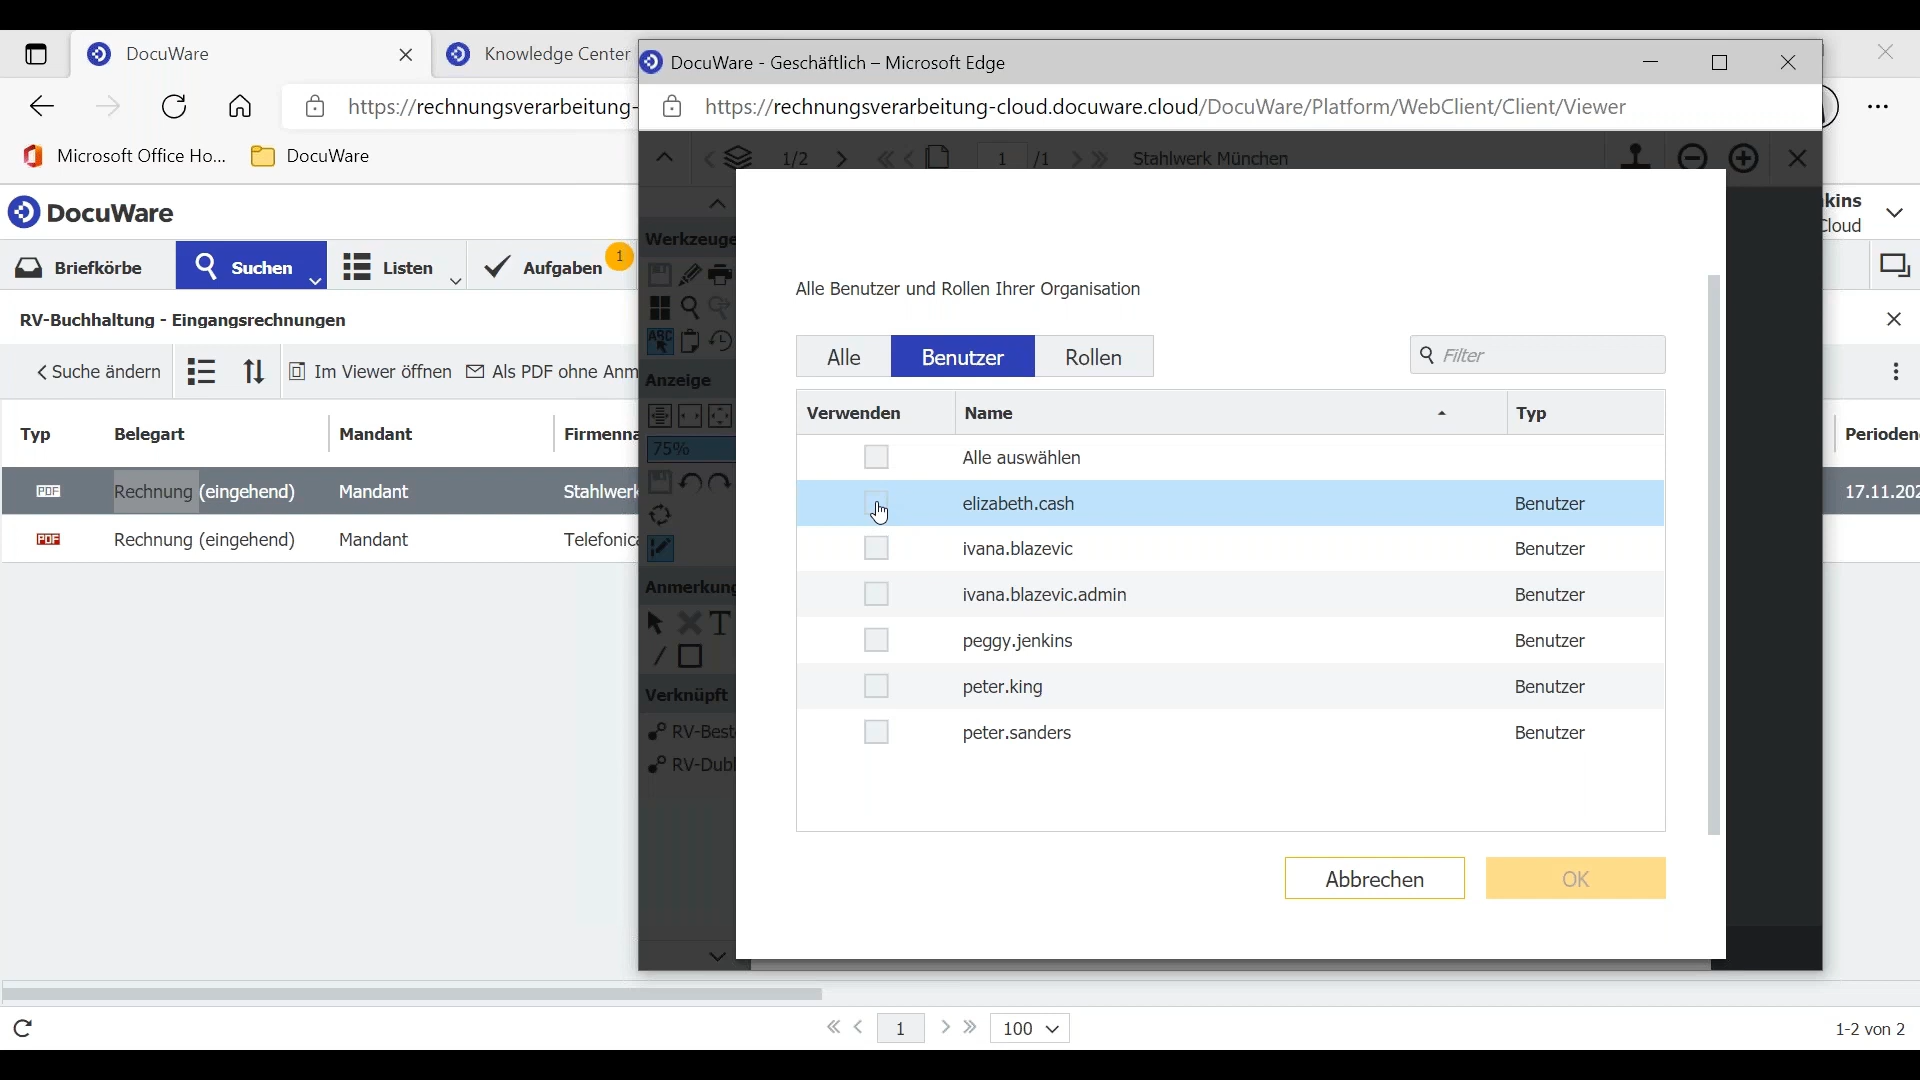 DocuWare
Knowledge Center
DocuWare - Geschäftlich – Microsoft Edge
https://rechnungsverarbeitung-
https://rechnungsverarbeitung-cloud.docuware.cloud/DocuWare/Platform/WebClient/Client/Viewer
Microsoft Office Ho...
DocuWare
1/2
1
/1
Stahlwerk München
DocuWare
kins
Cloud
Briefkörbe
Suchen
Listen
Aufgaben
1
Werkzeuge
RV-Buchhaltung - Eingangsrechnungen
Suche ändern
Im Viewer öffnen
Als PDF ohne Anm
ABC
Anzeige
75%
Typ
Belegart
Mandant
Firmenna
Perioden
PDF
Rechnung (eingehend)
Mandant
Stahlwerk
17.11.202
PDF
Rechnung (eingehend)
Mandant
Telefonica
Anmerkung
T
Verknüpft
RV-Best
RV-Dubl
Alle Benutzer und Rollen Ihrer Organisation
Alle
Benutzer
Rollen
Filter
Verwenden
Name
Typ
Alle auswählen
elizabeth.cash
Benutzer
ivana.blazevic
Benutzer
ivana.blazevic.admin
Benutzer
peggy.jenkins
Benutzer
peter.king
Benutzer
peter.sanders
Benutzer
Abbrechen
OK
1
100
1-2 von 2